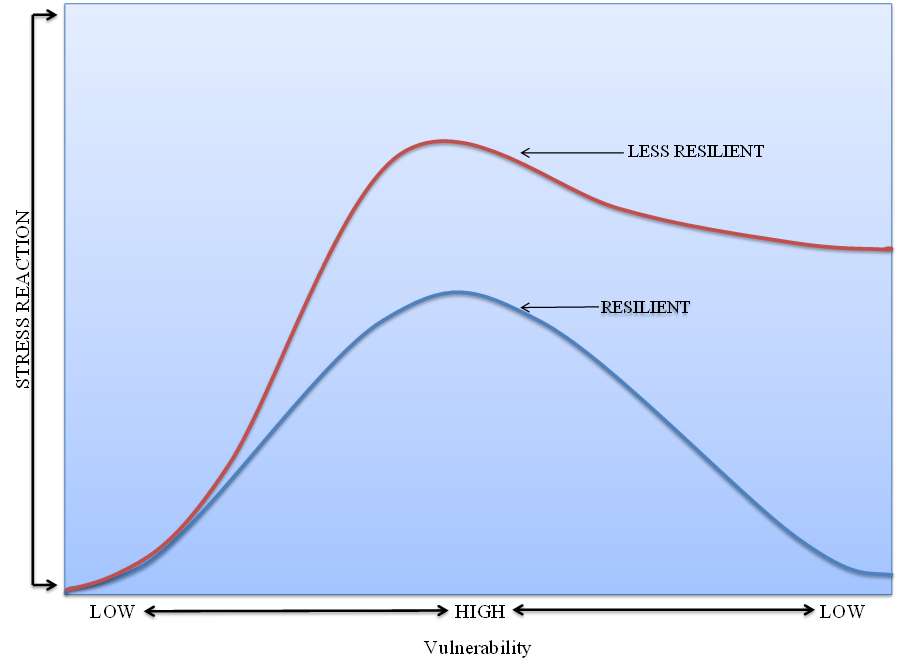 STRESS REACTION
LESS RESILIENT
RESILIENT
LOW HIGH LOW
Vulnerability